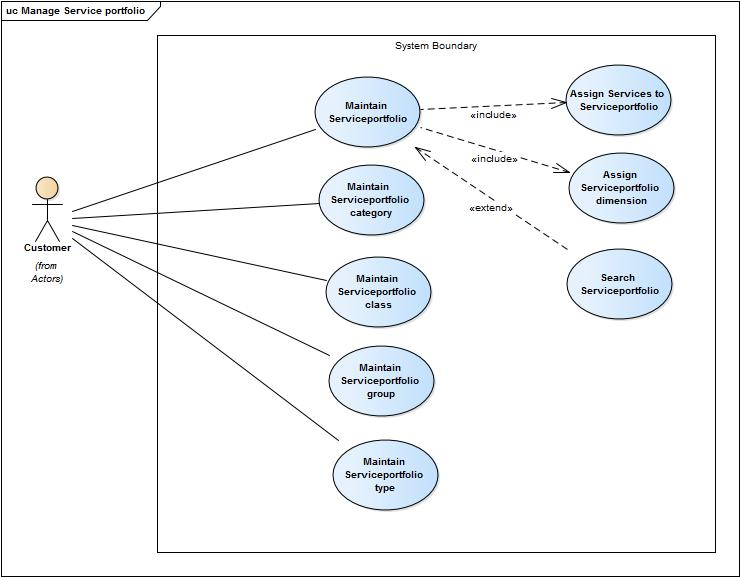 uc Manage Service portfolio
System Boundary
Maintain
Serviceportfolio
Assign Services to
Serviceportfolio
«include»
«include»
Assign
Serviceportfolio
dimension
Maintain
Serviceportfolio
category
«extend»
Customer
(from
Actors)
Search
Serviceportfolio
Maintain
Serviceportfolio
class
Maintain
Serviceportfolio
group
Maintain
Serviceportfolio
type